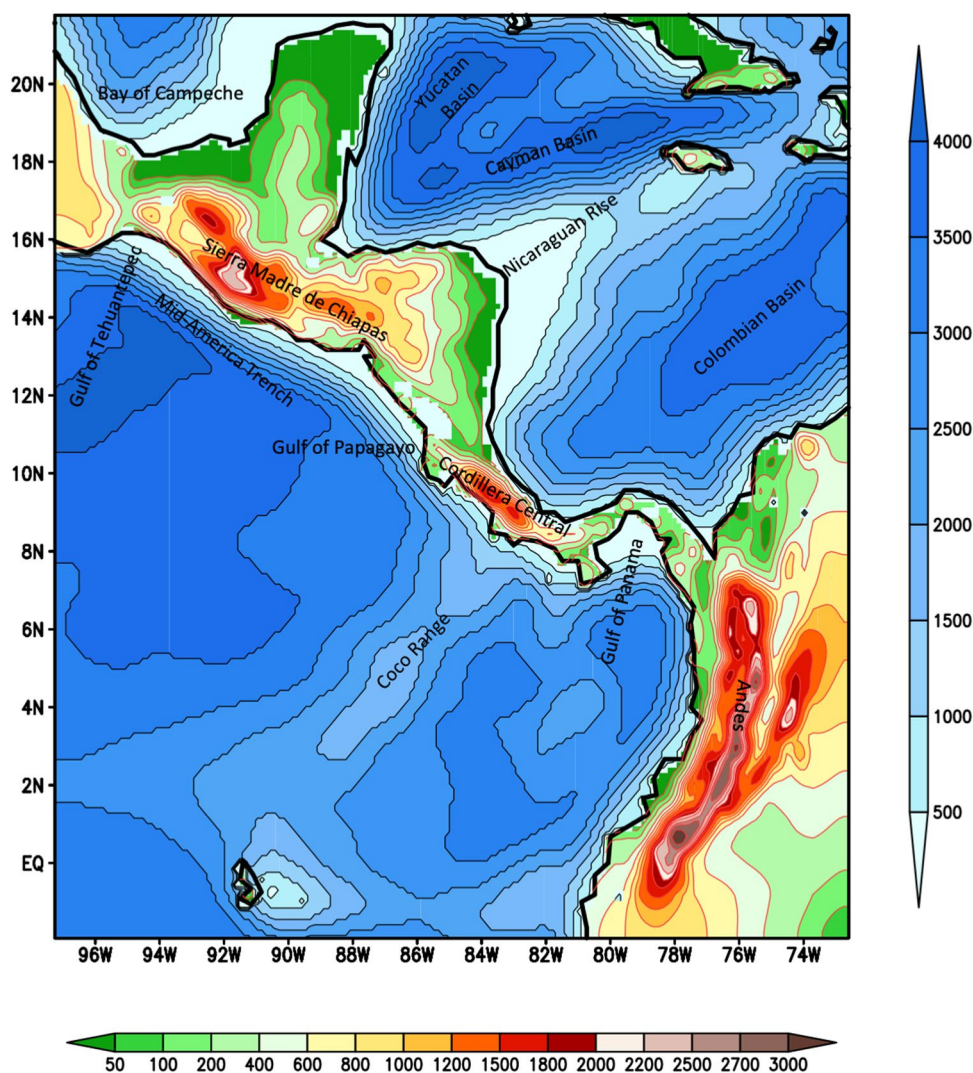 20N
18N
16N
14N
12N
10N
8N
6N
4N
2N
EQ
Bay of Campeche
Yucatan
Basin
Cayman Basin
Nicaraguan Rise
Sierra Madre de Chiapas
Gulf of Tehuantepec
Mid-America Trench
Colombian Basin
Gulf of Papagayo
Cordillera Central
Gulf of Panama
Coco Range
Andes
96W 94W 92W 90W 88W 86W 84W 82W 80W 78W 76W 74W
4000
3500
3000
2500
2000
1500
1000
500
50 100 200 400 600 800 1000 1200 1500 1800 2000 2200 2500 2700 3000